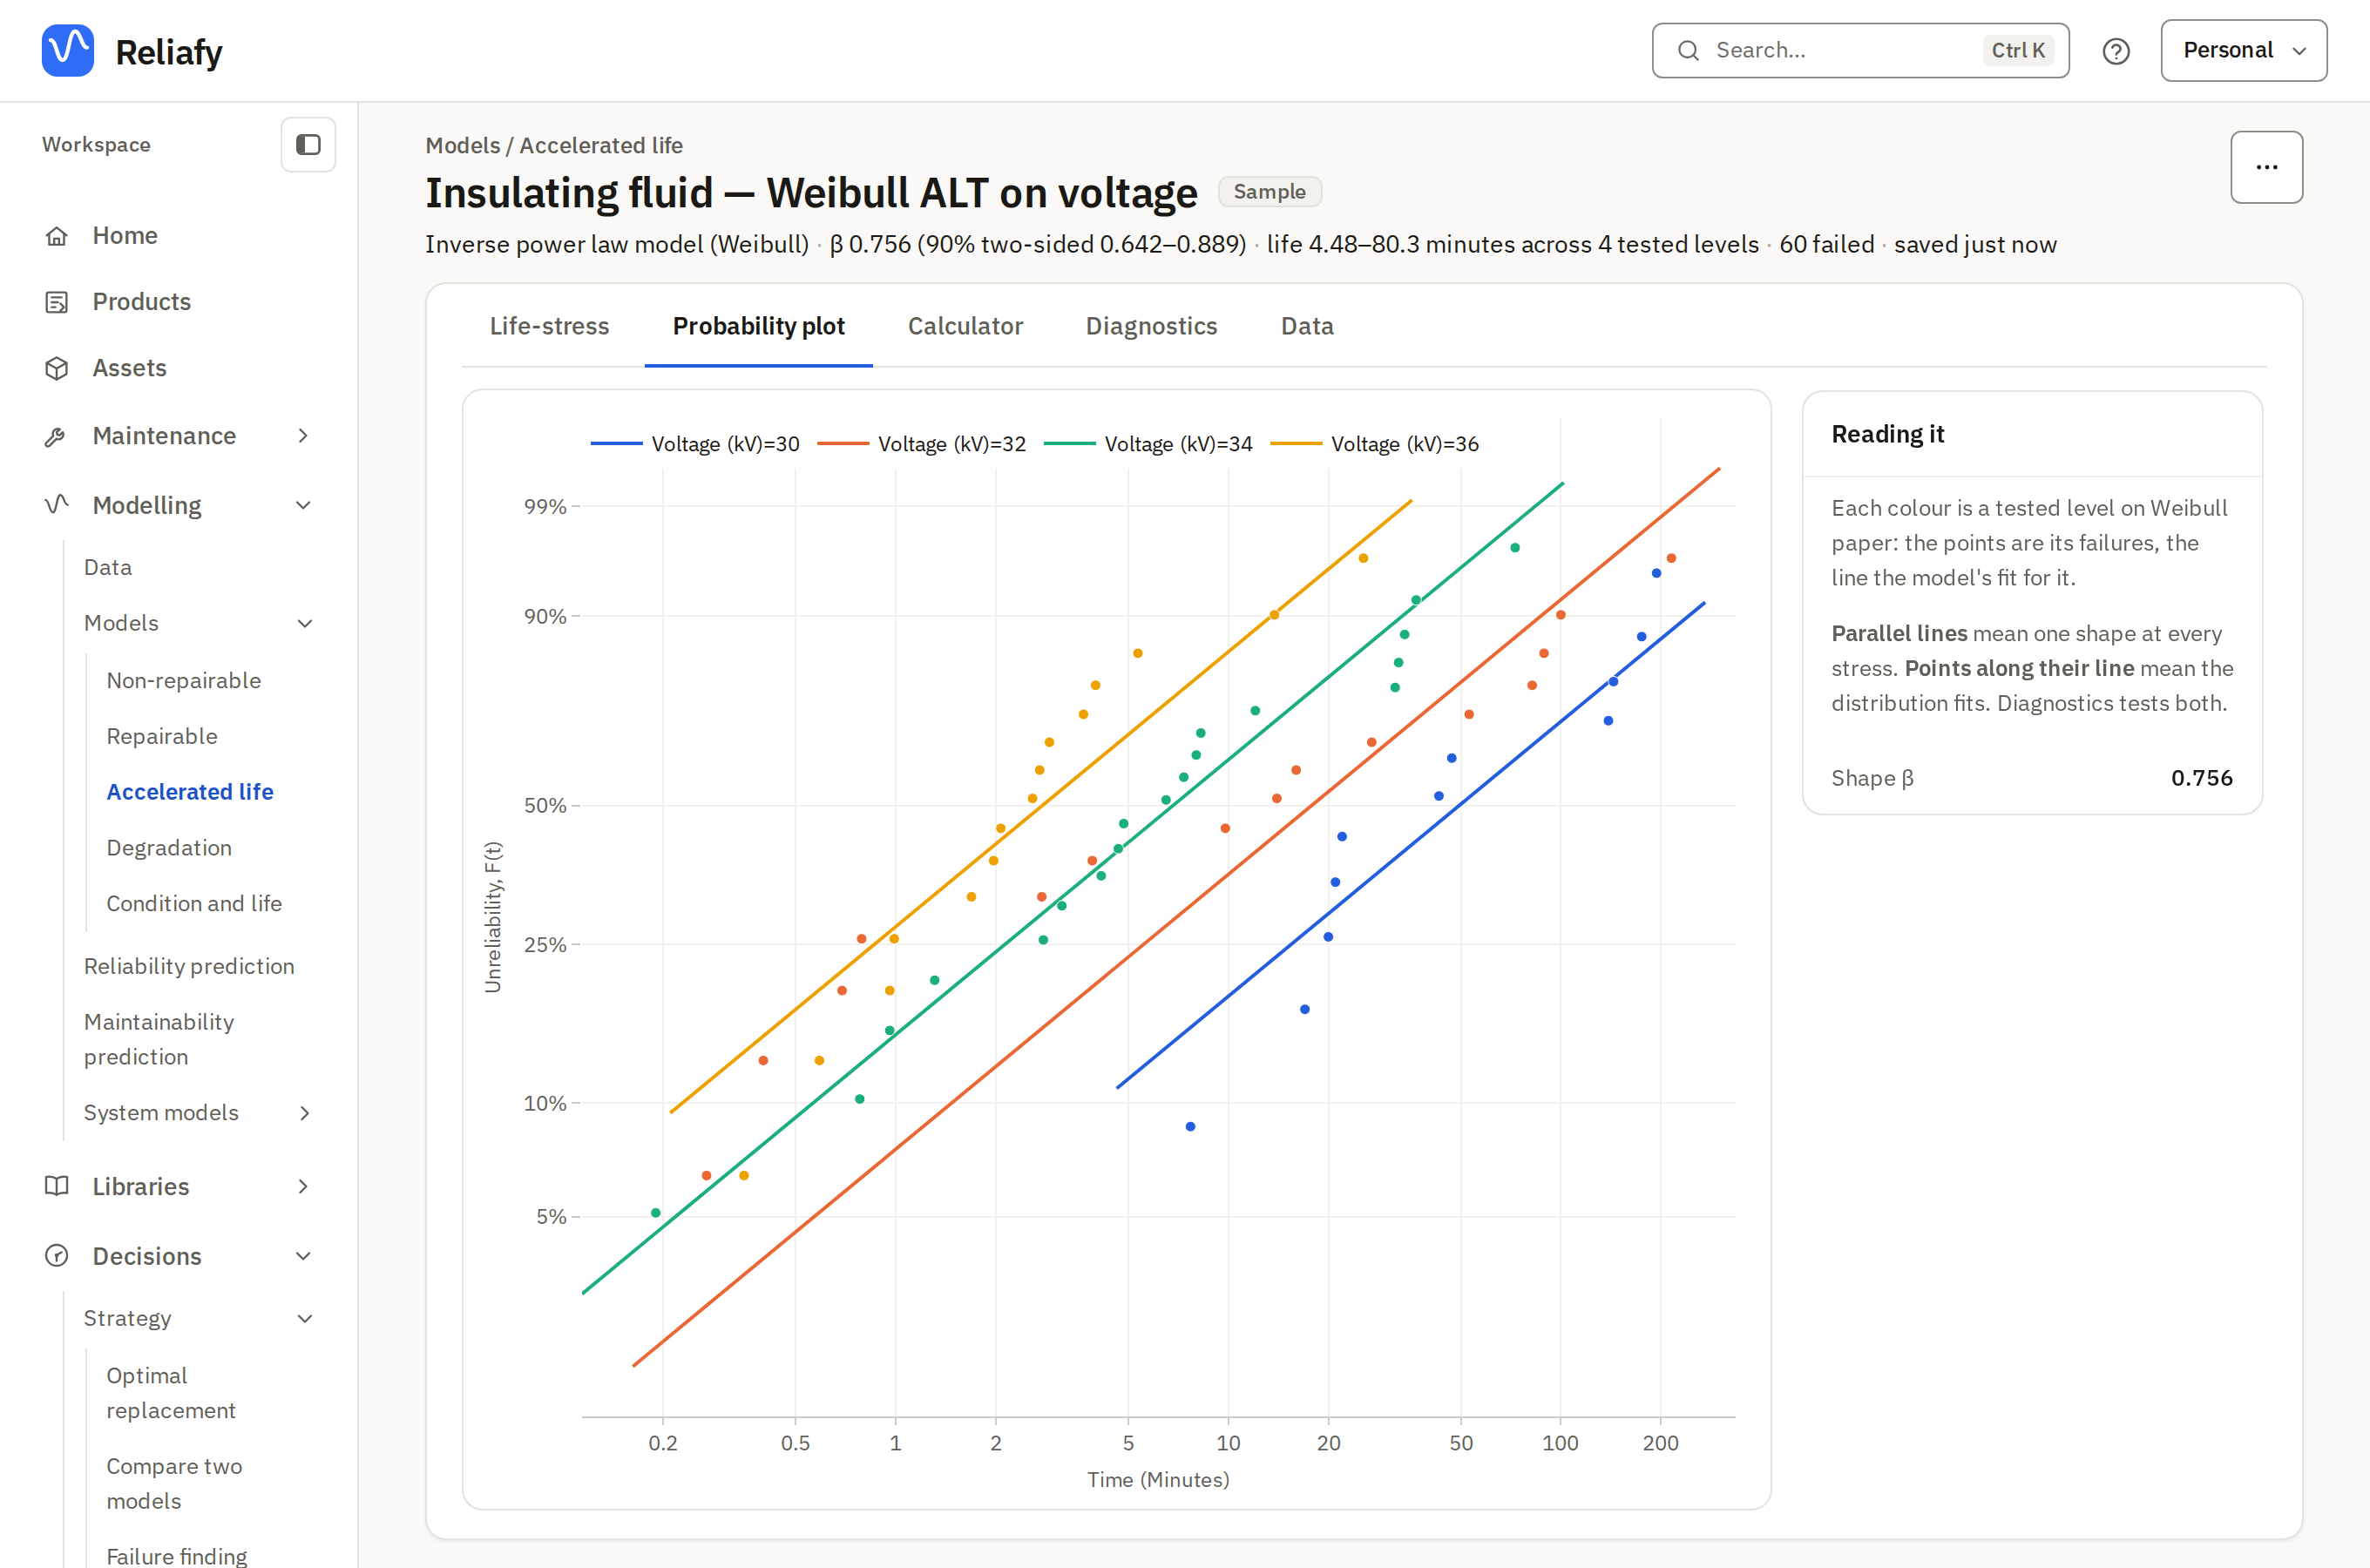 Reliafy
Search...
Ctrl K
Personal
Workspace
Home
Products
Assets
Maintenance
Modelling
Data
Models
Non-repairable
Repairable
Accelerated life
Degradation
Condition and life
Reliability prediction
Maintainability
prediction
System models
Libraries
Decisions
Strategy
Optimal
replacement
Compare two
models
Failure finding
Models / Accelerated life
Insulating fluid — Weibull ALT on voltage
Sample
Inverse power law model (Weibull) · β 0.756 (90% two-sided 0.642–0.889) · life 4.48–80.3 minutes across 4 tested levels · 60 failed · saved just now
Life-stress
Probability plot
Calculator
Diagnostics
Data
Voltage (kV)=30
Voltage (kV)=32
Voltage (kV)=34
Voltage (kV)=36
99%
90%
50%
25%
10%
5%
Unreliability, F(t)
0.2
0.5
1
2
5
10
20
50
100
200
Time (Minutes)
Reading it
Each colour is a tested level on Weibull
paper: the points are its failures, the
line the model's fit for it.
Parallel lines mean one shape at every
stress. Points along their line mean the
distribution fits. Diagnostics tests both.
Shape β
0.756